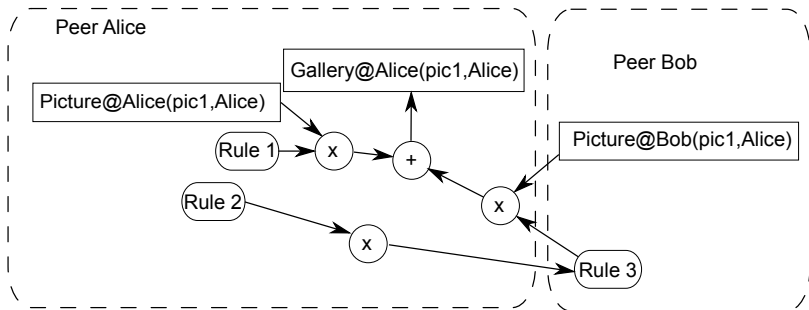 Peer Alice
Gallery@Alice(pic1,Alice)
Peer Bob
Picture@Alice(pic1,Alice)
Rule 1
x
+
Picture@Bob(pic1,Alice)
Rule 2
x
x
Rule 3